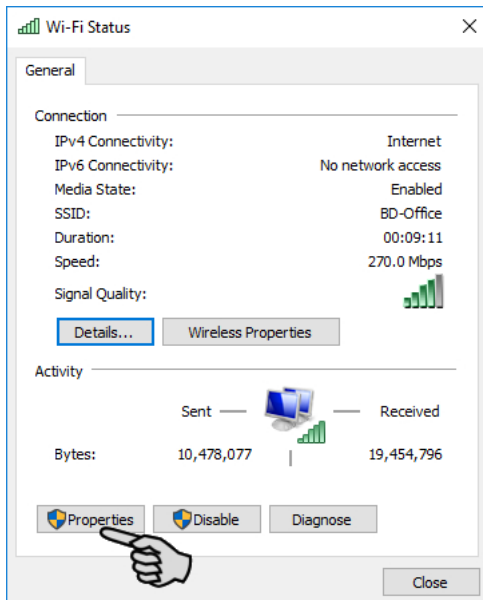 Wi-Fi Status
General
Connection
IPv4 Connectivity: Internet
IPv6 Connectivity: No network access
Media State: Enabled
SSID: BD-Office
Duration: 00:09:11
Speed: 270.0 Mbps
Signal Quality:
Details... Wireless Properties
Activity
Sent Received
Bytes: 10,478,077 19,454,796
Properties Disable Diagnose
Close